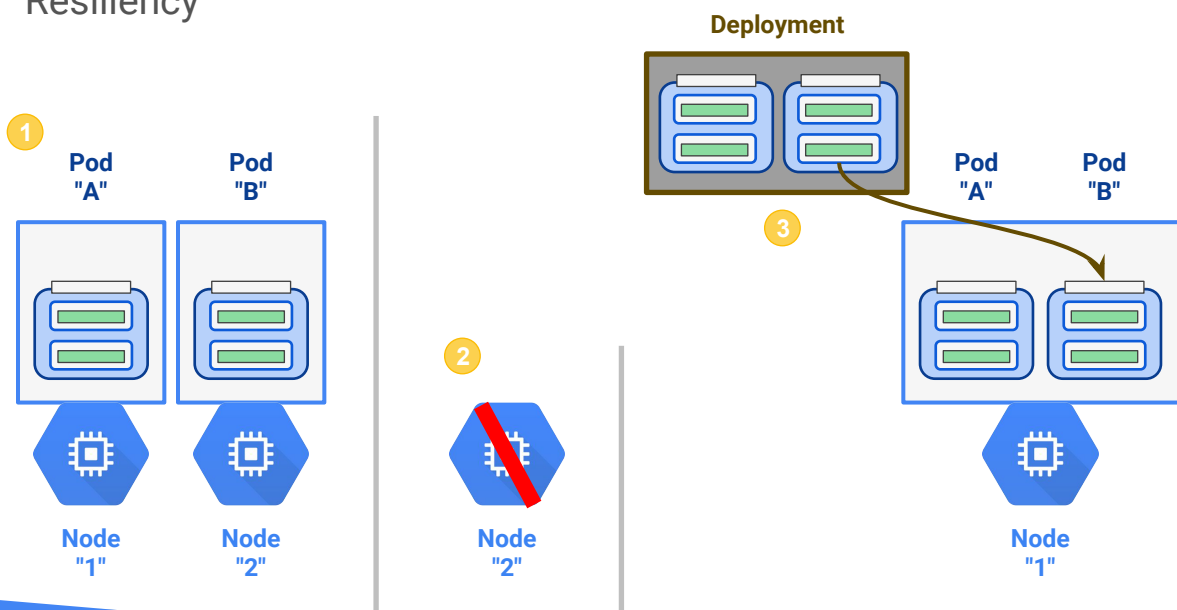 Resiliency
1
Pod
"A"
Pod
"B"
Node
"1"
Node
"2"
2
Node
"2"
Deployment
3
Pod
"A"
Pod
"B"
Node
"1"